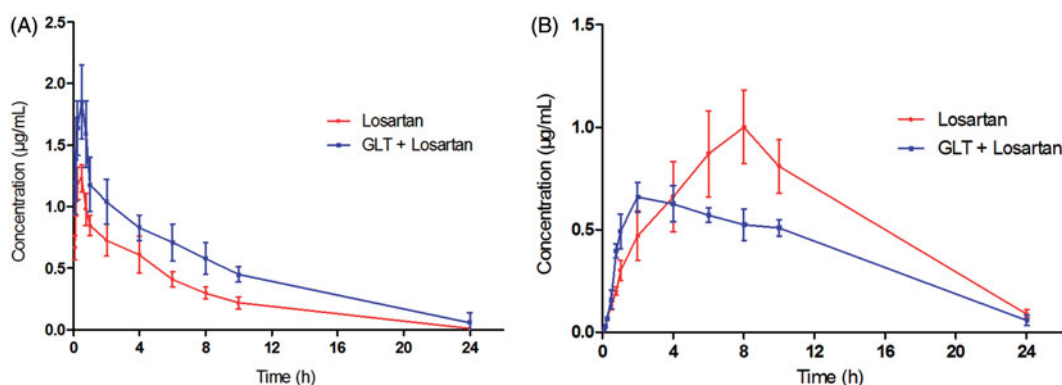 (A)
Concentration (µg/mL)
2.5
2.0
1.5
1.0
0.5
0.0
0 4 8 12 16 20 24
Time (h)
Losartan
GLT + Losartan
(B)
Concentration (µg/mL)
1.5
1.0
0.5
0.0
0 4 8 12 16 20 24
Time (h)
Losartan
GLT + Losartan